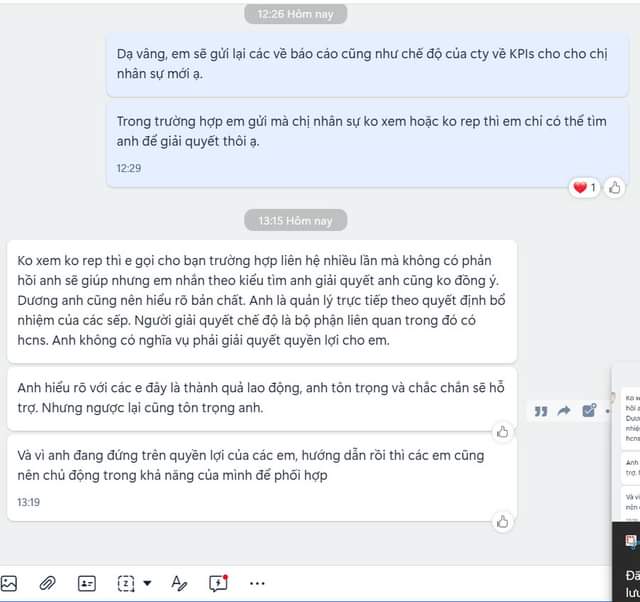 12:26 Hôm nay
Dạ vâng, em sẽ gửi lại các về báo cáo cũng như chế độ của cty về KPIs cho cho chị
nhân sự mới ạ.
Trong trường hợp em gửi mà chị nhân sự ko xem hoặc ko rep thì em chỉ có thể tìm
anh để giải quyết thôi ạ.
12:29
1
13:15 Hôm nay
Ko xem ko rep thì e gọi cho bạn trường hợp liên hệ nhiều lần mà không có phản
hồi anh sẽ giúp nhưng em nhắn theo kiểu tìm anh giải quyết anh cũng ko đồng ý.
Dương anh cũng nên hiểu rõ bản chất. Anh là quản lý trực tiếp theo quyết định bổ
nhiệm của các sếp. Người giải quyết chế độ là bộ phận liên quan trong đó có
hcns. Anh không có nghĩa vụ phải giải quyết quyền lợi cho em.
Anh hiểu rõ với các e đây là thành quả lao động, anh tôn trọng và chắc chắn sẽ hỗ
trợ. Nhưng ngược lại cũng tôn trọng anh.
Và vì anh đang đứng trên quyền lợi của các em, hướng dẫn rồi thì các em cũng
nên chủ động trong khả năng của mình để phối hợp
13:19
Ko x
hồi a
Dươ
nhiệ
hcns
Anh
trợ. 
Và vì
nên
Đã
lưu